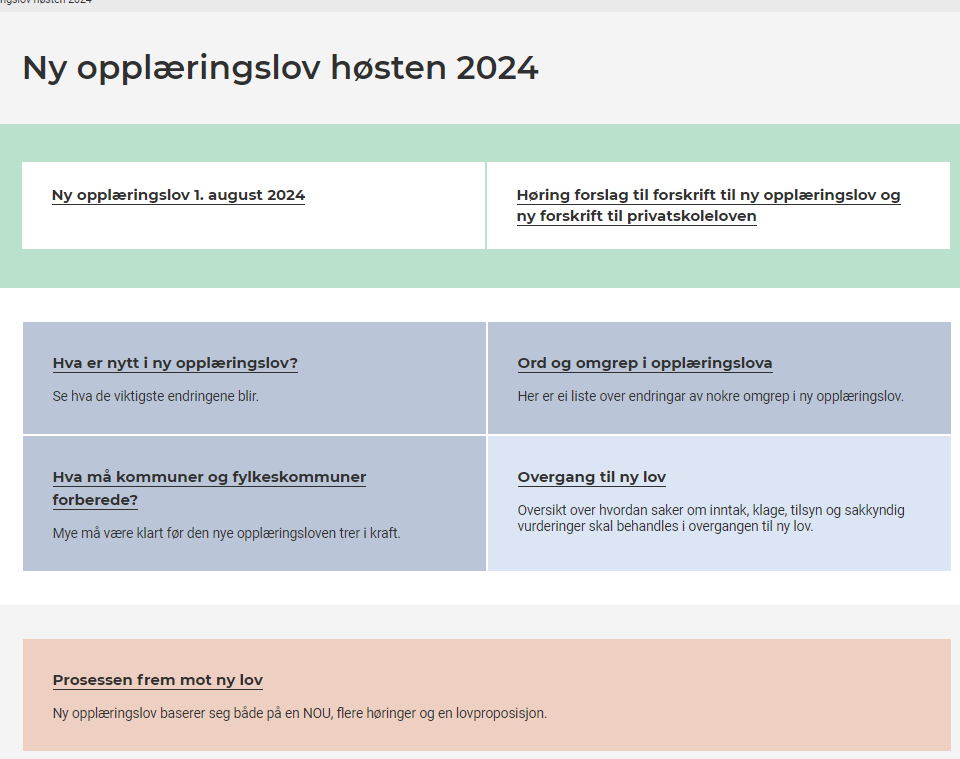 ringslov høsten 2024
Ny opplæringslov høsten 2024
Ny opplæringslov 1. august 2024
Høring forslag til forskrift til ny opplæringslov og
ny forskrift til privatskoleloven
Hva er nytt i ny opplæringslov?
Se hva de viktigste endringene blir.
Ord og omgrep i opplæringslova
Her er ei liste over endringar av nokre omgrep i ny opplæringslov.
Hva må kommuner og fylkeskommuner
forberede?
Mye må være klart før den nye opplæringsloven trer i kraft.
Overgang til ny lov
Oversikt over hvordan saker om inntak, klage, tilsyn og sakkyndig
vurderinger skal behandles i overgangen til ny lov.
Prosessen frem mot ny lov
Ny opplæringslov baserer seg både på en NOU, flere høringer og en lovproposisjon.